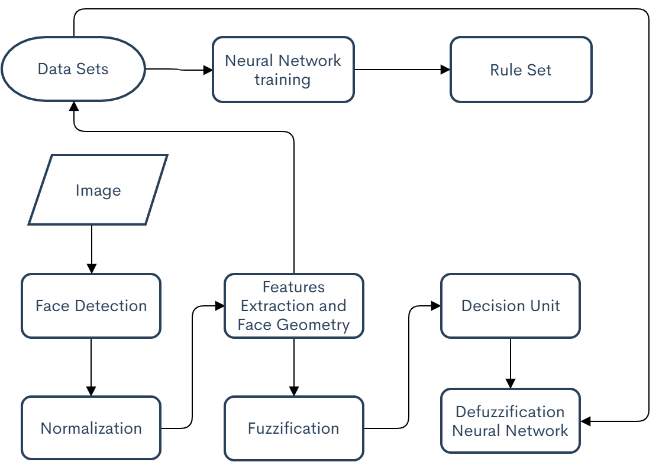 Data Sets
Neural Network
training
Rule Set
Image
Face Detection
Features
Extraction and
Face Geometry
Decision Unit
Normalization
Fuzzification
Defuzzification
Neural Network